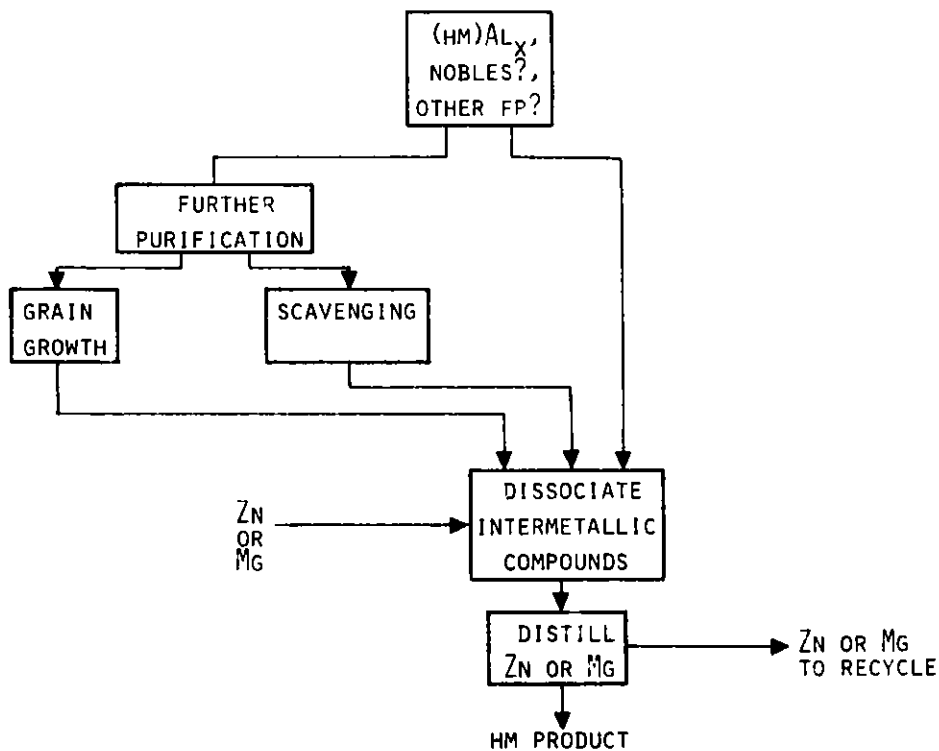 (HM)ALX,
NOBLES?,
OTHER FP?
FURTHER
PURIFICATION
GRAIN
GROWTH
SCAVENGING
DISSOCIATE
INTERMETALLIC
COMPOUNDS
ZN
OR
MG
DISTILL
ZN OR MG
ZN OR MG
TO RECYCLE
HM PRODUCT